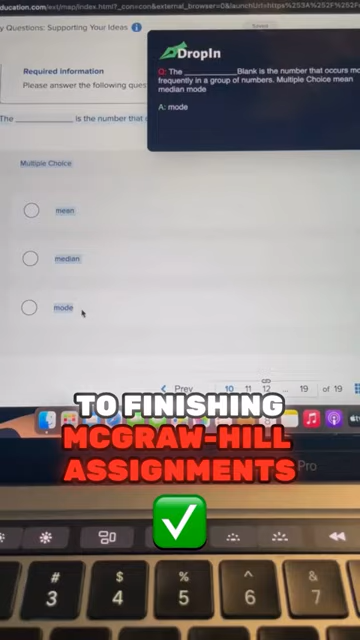 ducation.com/ext/map/index.html?_con=con&external_browser=0&launchUrl=https%253A%252F%252F
y Questions: Supporting Your Ideas
Saved
Required information
Please answer the following ques
The ____________ is the number that
DropIn
Q: The ____________Blank is the number that occurs mo
frequently in a group of numbers. Multiple Choice mean
median mode
A: mode
Multiple Choice
mean
median
mode
Prev
10
11
12
...
19
of 19
TO FINISHING
MCGRAW-HILL
ASSIGNMENTS
Pro
# $ % ^ &
3 4 5 6 7